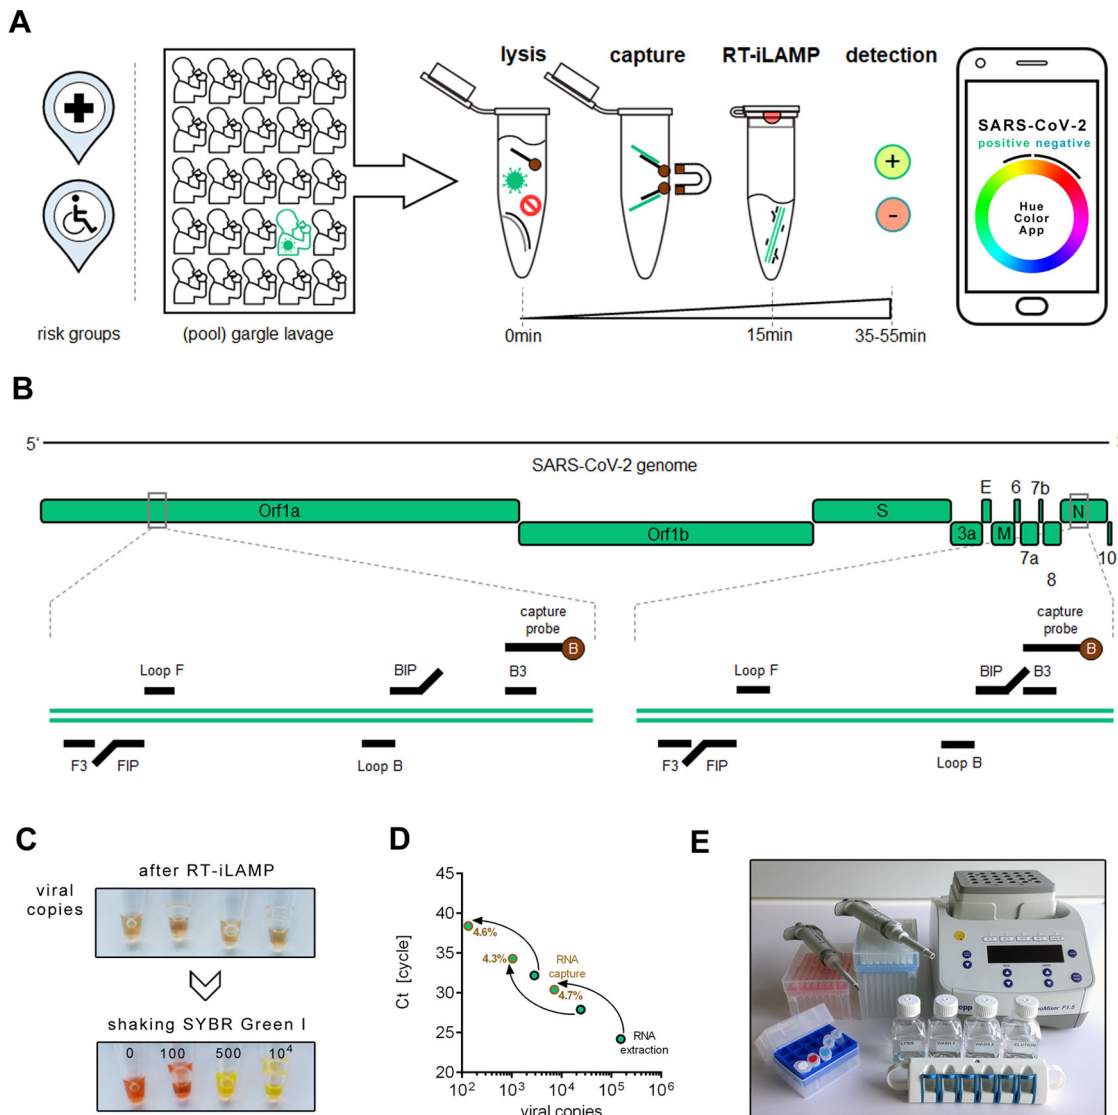 A
lysis capture RT-iLAMP detection
SARS-CoV-2
positive negative
Hue
Color
App
+
-
risk groups
(pool) gargle lavage
0min
15min
35-55min
B
5'
SARS-CoV-2 genome
Orf1a
Orf1b
S
E
6
7b
N
3a
M
7a
8
10
capture
probe
B
Loop F
BIP
B3
F3
FIP
Loop B
capture
probe
B
Loop F
BIP
B3
F3
FIP
Loop B
C
after RT-iLAMP
viral
copies
shaking SYBR Green I
0 100 500 10⁴
D
Ct [cycle]
45
40
35
30
25
20
4.6%
4.3%
RNA
capture
4.7%
RNA
extraction
10² 10³ 10⁴ 10⁵ 10⁶
viral copies
E
LYSIS
ELUTION